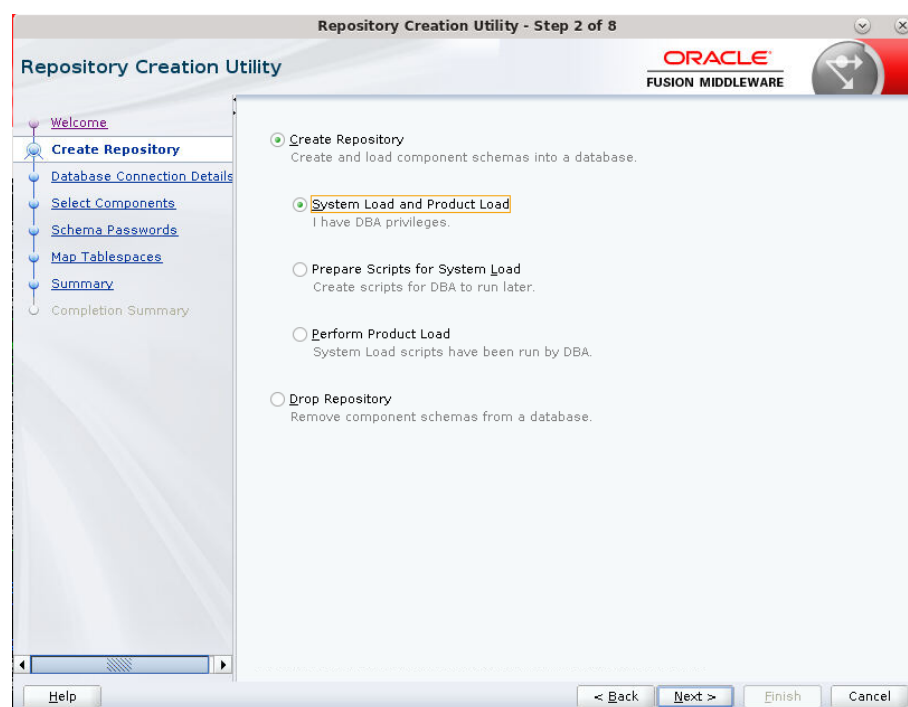 Repository Creation Utility - Step 2 of 8
Repository Creation Utility
ORACLE
FUSION MIDDLEWARE
Welcome
Create Repository
Database Connection Details
Select Components
Schema Passwords
Map Tablespaces
Summary
Completion Summary
Create Repository
Create and load component schemas into a database.
System Load and Product Load
I have DBA privileges.
Prepare Scripts for System Load
Create scripts for DBA to run later.
Perform Product Load
System Load scripts have been run by DBA.
Drop Repository
Remove component schemas from a database.
Help
< Back
Next >
Finish
Cancel